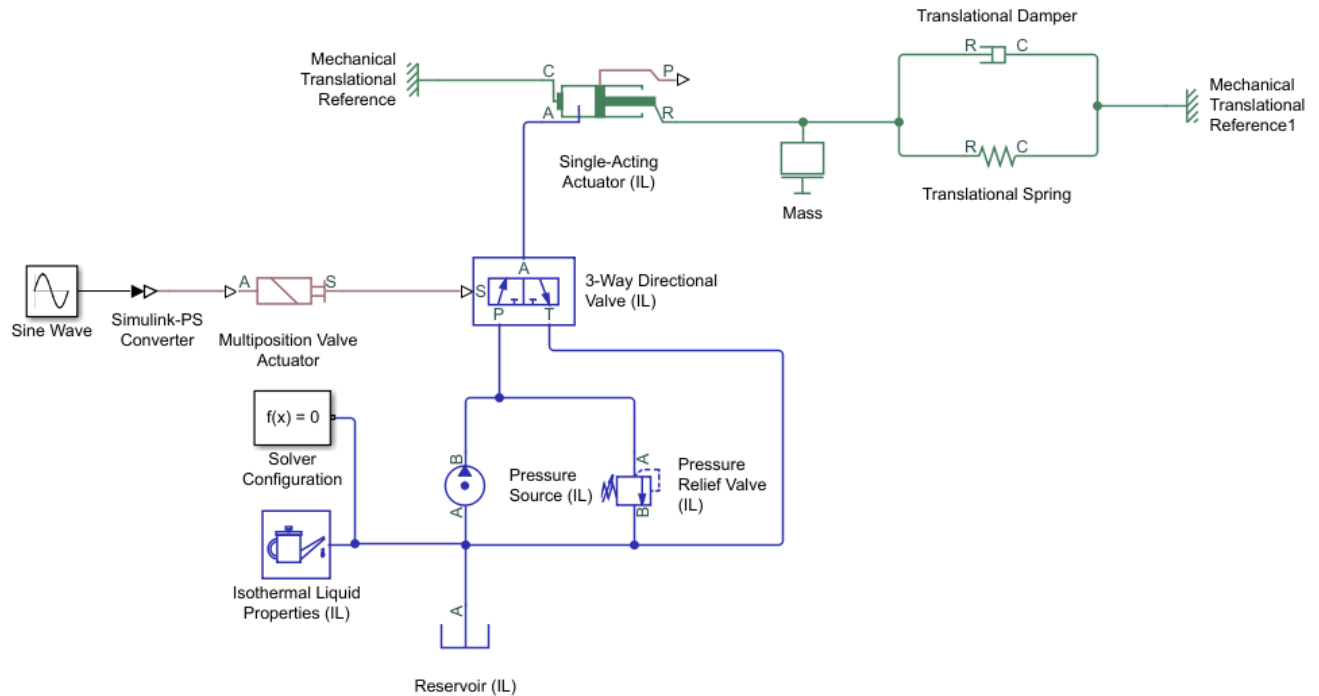 Translational Damper
R
C
Mechanical
Translational
Reference
C
P
A
R
Mechanical
Translational
Reference1
Single-Acting
Actuator (IL)
R
C
Mass
Translational Spring
A
3-Way Directional
Valve (IL)
S
P
T
A
S
Sine Wave
Simulink-PS
Converter
Multiposition Valve
Actuator
f(x) = 0
Solver
Configuration
B
A
Pressure
Source (IL)
A
B
Pressure
Relief Valve
(IL)
Isothermal Liquid
Properties (IL)
A
Reservoir (IL)